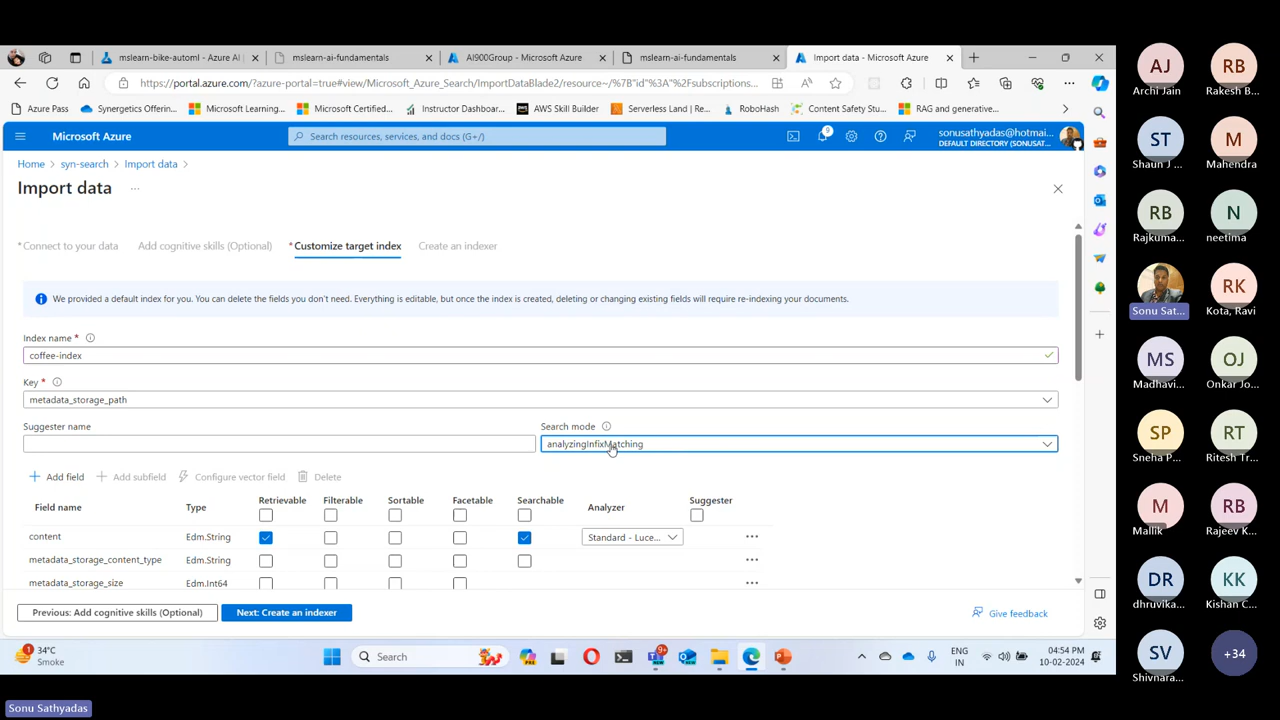 mslearn-bike-automl - Azure AI |
mslearn-ai-fundamentals
AI900Group - Microsoft Azure
mslearn-ai-fundamentals
Import data - Microsoft Azure
https://portal.azure.com/?azure-portal=true#view/Microsoft_Azure_Search/ImportDataBlade2/resource~/%7B"id"%3A"%2Fsubscriptions...
Azure Pass
Synergetics Offering...
Microsoft Learning...
Microsoft Certified...
Instructor Dashboar...
AWS Skill Builder
Serverless Land | Re...
RoboHash
Content Safety Stu...
RAG and generative...
Microsoft Azure
Search resources, services, and docs (G+/)
9
sonusathyadas@hotmai...
DEFAULT DIRECTORY (SONUSAT...
Home > syn-search > Import data >
Import data
...
* Connect to your data
Add cognitive skills (Optional)
* Customize target index
Create an indexer
We provided a default index for you. You can delete the fields you don't need. Everything is editable, but once the index is created, deleting or changing existing fields will require re-indexing your documents.
Index name *
coffee-index
Key *
metadata_storage_path
Suggester name
Search mode
analyzingInfixMatching
Add field
Add subfield
Configure vector field
Delete
Field name
Type
Retrievable
Filterable
Sortable
Facetable
Searchable
Analyzer
Suggester
content
Edm.String
Standard - Luce...
metadata_storage_content_type
Edm.String
metadata_storage_size
Edm.Int64
Previous: Add cognitive skills (Optional)
Next: Create an indexer
Give feedback
1
34°C
Smoke
Search
9+
ENG
IN
04:54 PM
10-02-2024
AJ
Archi Jain
RB
Rakesh B...
ST
Shaun J ...
M
Mahendra
RB
Rajkuma...
N
neetima
Sonu Sat...
RK
Kota, Ravi
MS
Madhavi...
OJ
Onkar Jo...
SP
Sneha P...
RT
Ritesh Tr...
M
Mallik
RB
Rajeev K...
DR
dhruvika...
KK
Kishan C...
SV
Shivnara...
+34
Sonu Sathyadas